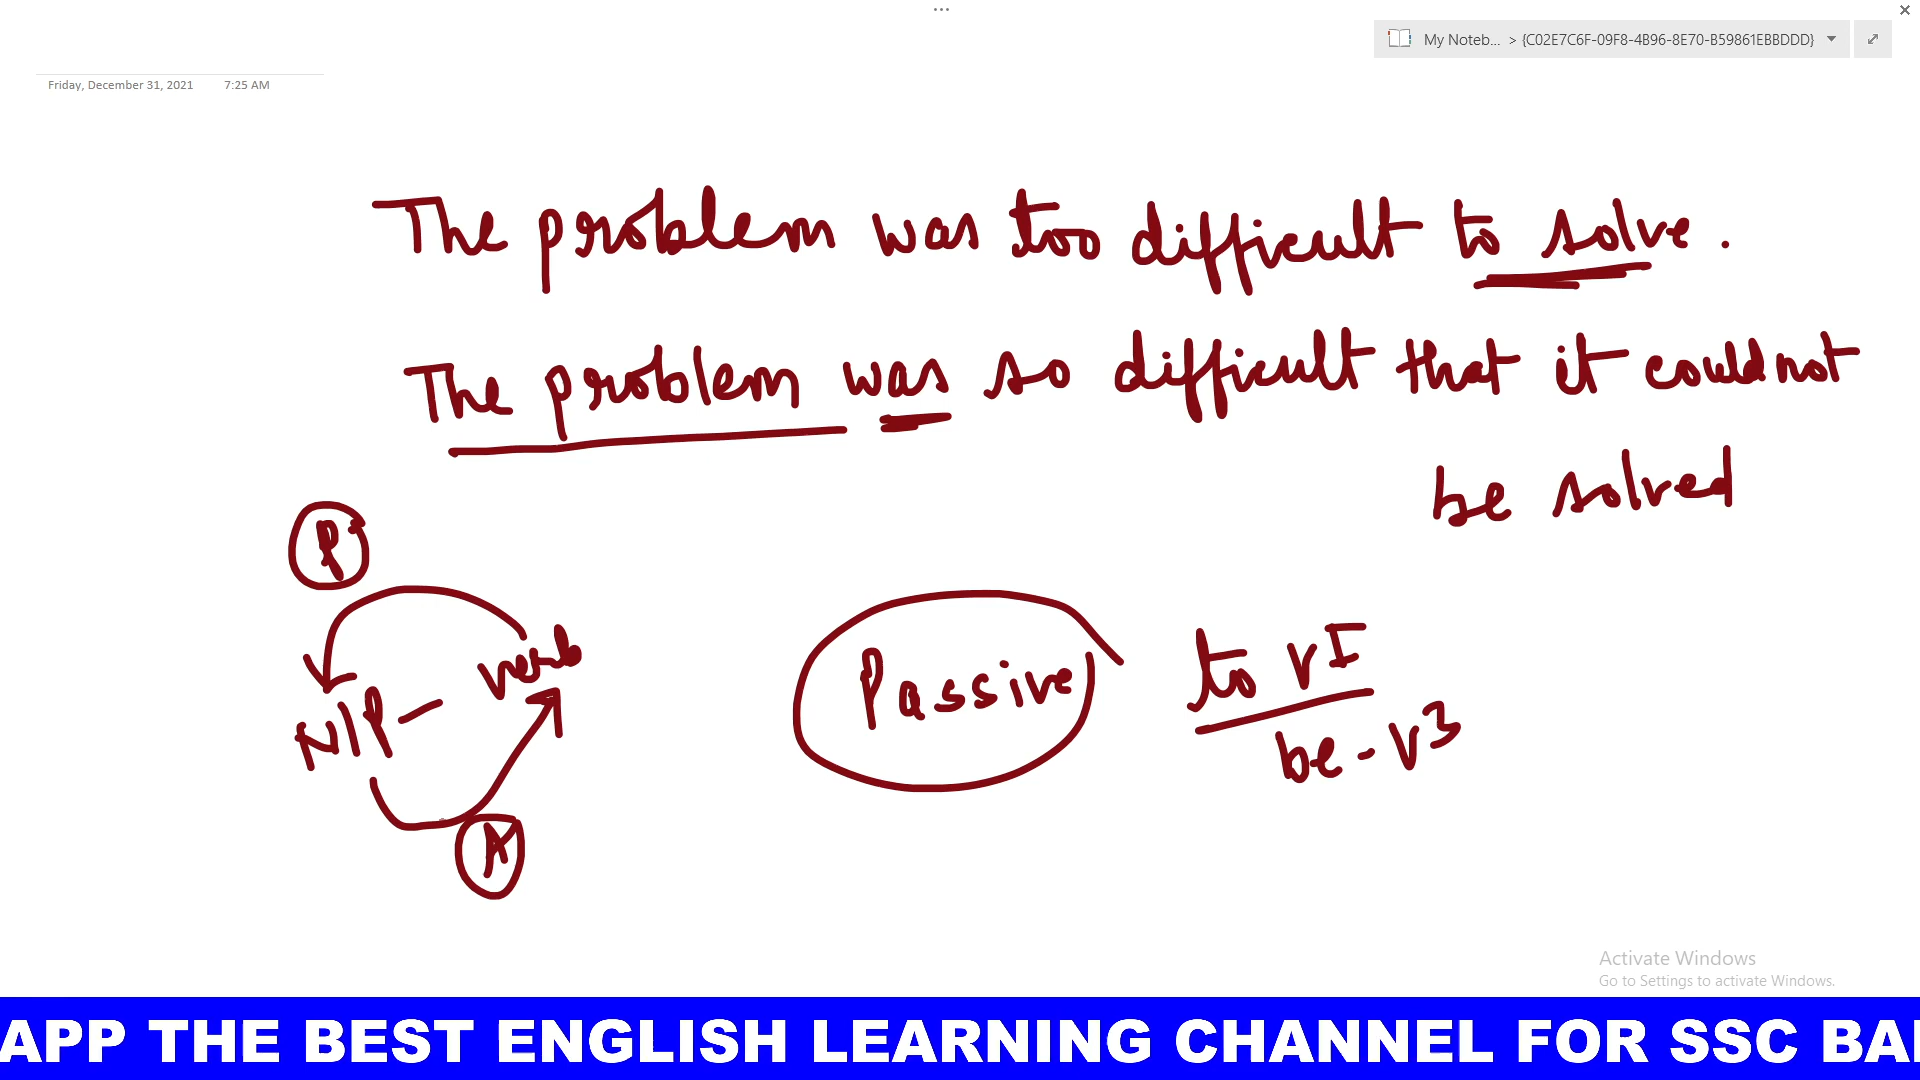 ...
My Noteb... > {C02E7C6F-09F8-4B96-8E70-B59861EBBDDD}
Friday, December 31, 2021 7:25 AM
The problem was too difficult to solve.
The problem was so difficult that it could not
be solved
P
N/P - verb
A
Passive
to VI
be - V3
Activate Windows
Go to Settings to activate Windows.
APP THE BEST ENGLISH LEARNING CHANNEL FOR SSC BA